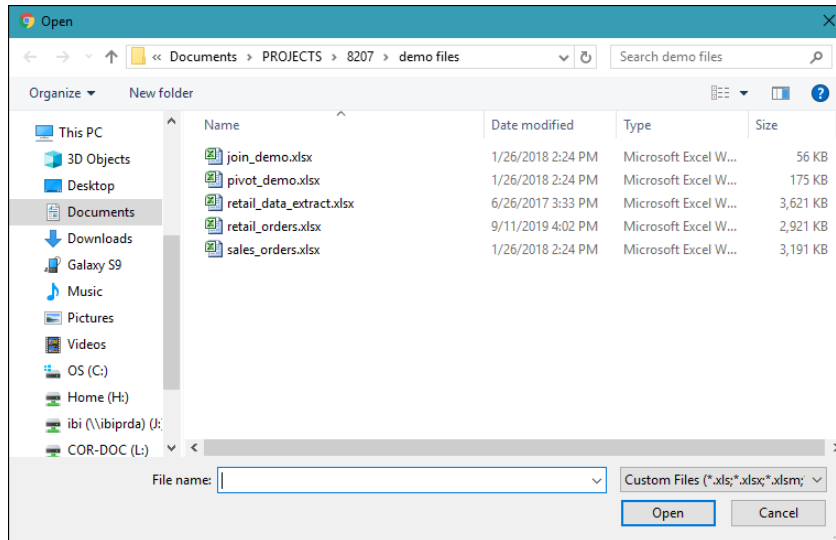 Open
« Documents > PROJECTS > 8207 > demo files
Search demo files
Organize
New folder
Name
Date modified
Type
Size
This PC
3D Objects
Desktop
Documents
Downloads
Galaxy S9
Music
Pictures
Videos
OS (C:)
Home (H:)
ibi (\\ibiprda) (J:
COR-DOC (L:)
join_demo.xlsx 1/26/2018 2:24 PM Microsoft Excel W... 56 KB
pivot_demo.xlsx 1/26/2018 2:24 PM Microsoft Excel W... 175 KB
retail_data_extract.xlsx 6/26/2017 3:33 PM Microsoft Excel W... 3,621 KB
retail_orders.xlsx 9/11/2019 4:02 PM Microsoft Excel W... 2,921 KB
sales_orders.xlsx 1/26/2018 2:24 PM Microsoft Excel W... 3,191 KB
File name:
Custom Files (*.xls;*.xlsx;*.xlsm;
Open
Cancel